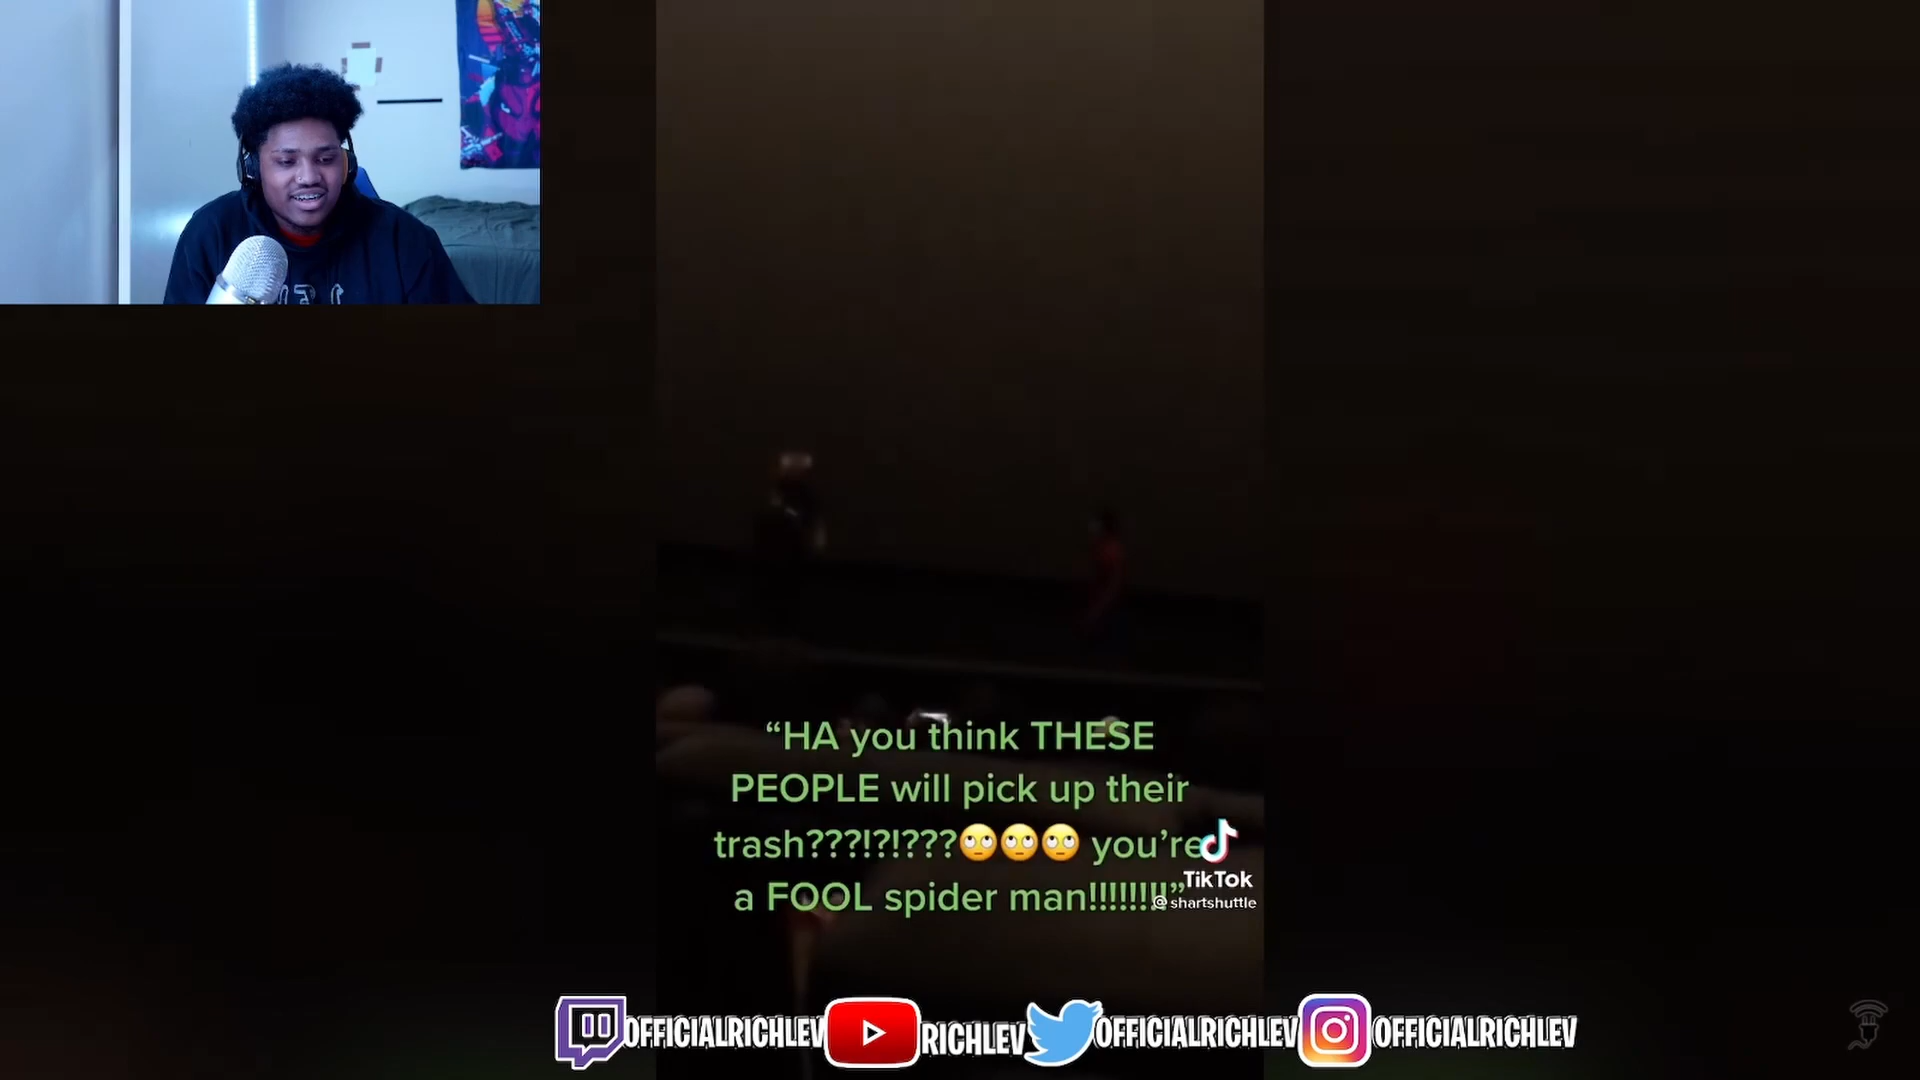 “HA you think THESE
PEOPLE will pick up their
trash???!?!???🙄🙄🙄 you’re
a FOOL spider man!!!!!!!!”
TikTok
@shartshuttle
OFFICIALRICHLEV
RICHLEV
OFFICIALRICHLEV
OFFICIALRICHLEV